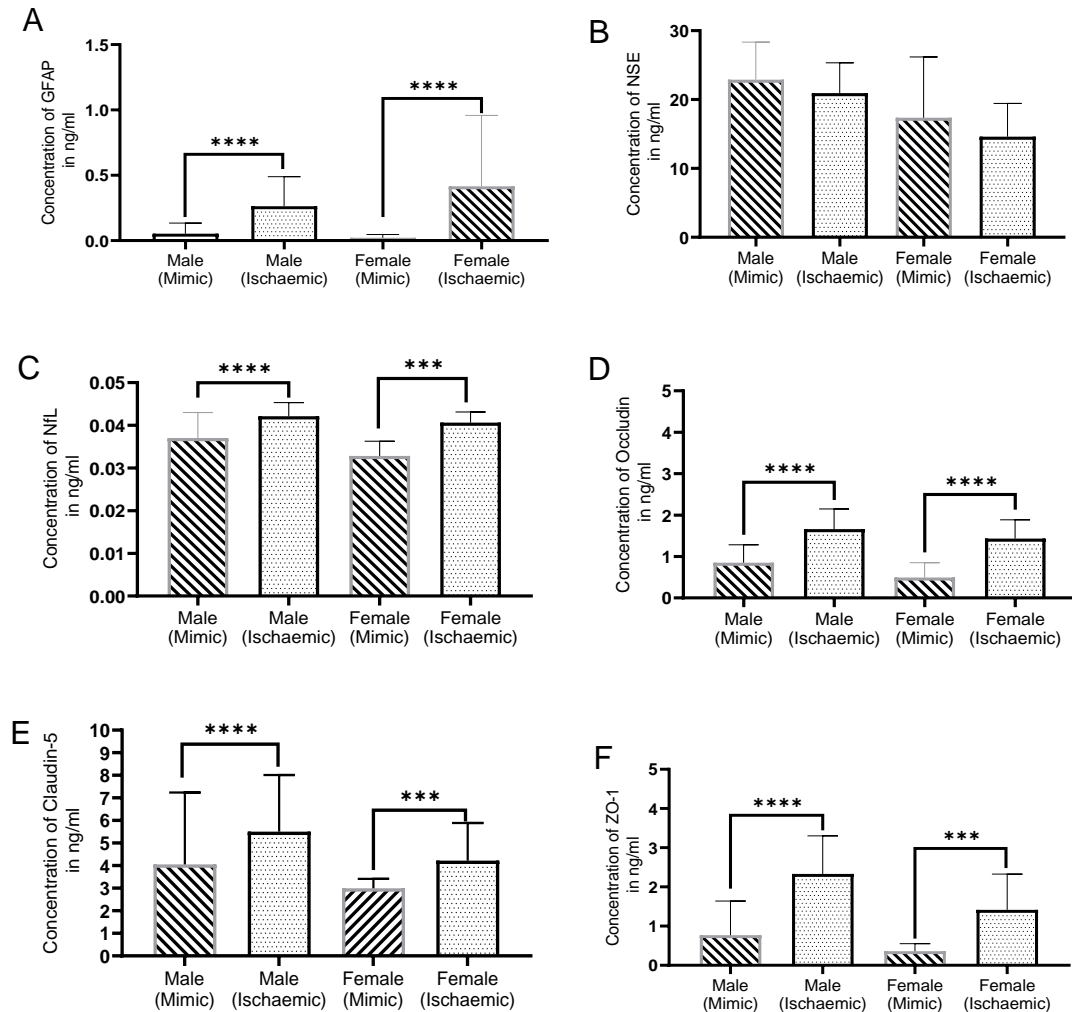 A
Concentration of GFAP
in ng/ml
1.5
1.0
0.5
0.0
****
****
Male
(Mimic)
Male
(Ischaemic)
Female
(Mimic)
Female
(Ischaemic)
B
Concentration of NSE
in ng/ml
30
20
10
0
Male
(Mimic)
Male
(Ischaemic)
Female
(Mimic)
Female
(Ischaemic)
C
Concentration of NfL
in ng/ml
0.05
0.04
0.03
0.02
0.01
0.00
****
***
Male
(Mimic)
Male
(Ischaemic)
Female
(Mimic)
Female
(Ischaemic)
D
Concentration of Occludin
in ng/ml
5
4
3
2
1
0
****
****
Male
(Mimic)
Male
(Ischaemic)
Female
(Mimic)
Female
(Ischaemic)
E
Concentration of Claudin-5
in ng/ml
10
9
8
7
6
5
4
3
2
1
0
****
***
Male
(Mimic)
Male
(Ischaemic)
Female
(Mimic)
Female
(Ischaemic)
F
Concentration of ZO-1
in ng/ml
5
4
3
2
1
0
****
***
Male
(Mimic)
Male
(Ischaemic)
Female
(Mimic)
Female
(Ischaemic)